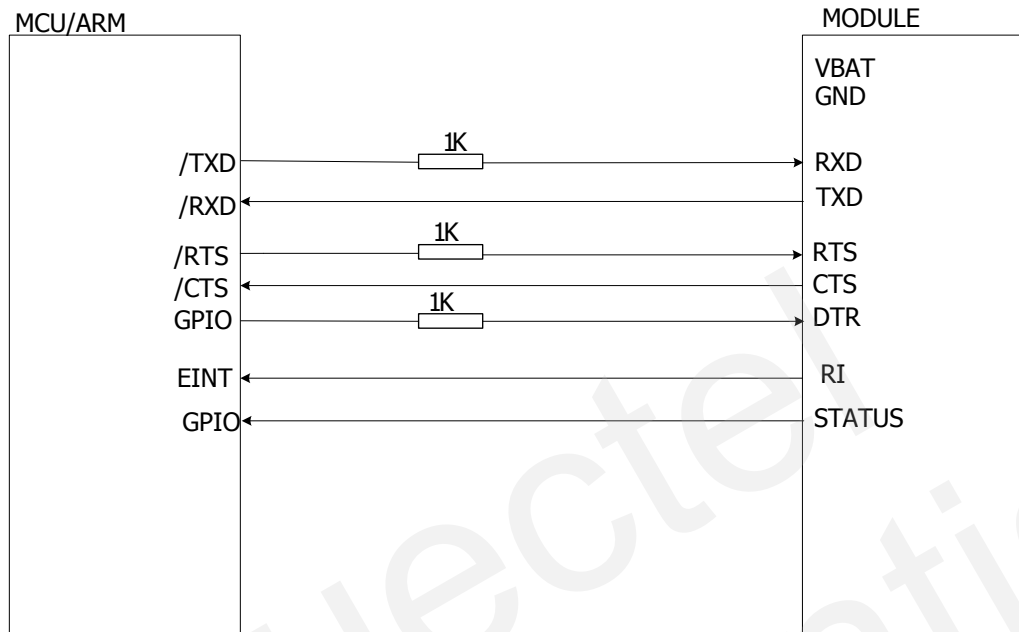 MCU/ARM
MODULE
VBAT
GND
/TXD
1K
RXD
/RXD
TXD
/RTS
1K
RTS
/CTS
CTS
GPIO
1K
DTR
EINT
RI
GPIO
STATUS
uectel